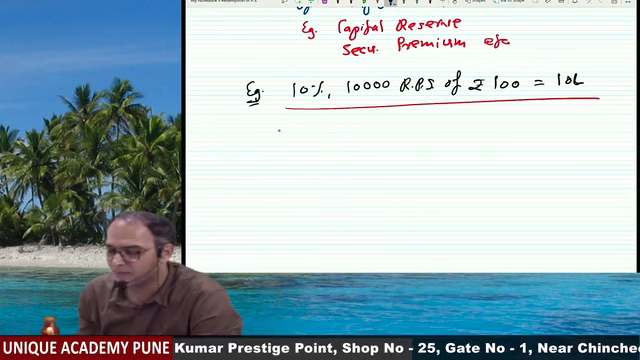 Eg. Capital Reserve
Secu. Premium etc
Eg. 10%, 10000 R.P.S of ₹ 100 = 10L
UNIQUE ACADEMY PUNE Kumar Prestige Point, Shop No - 25, Gate No - 1, Near Chinche